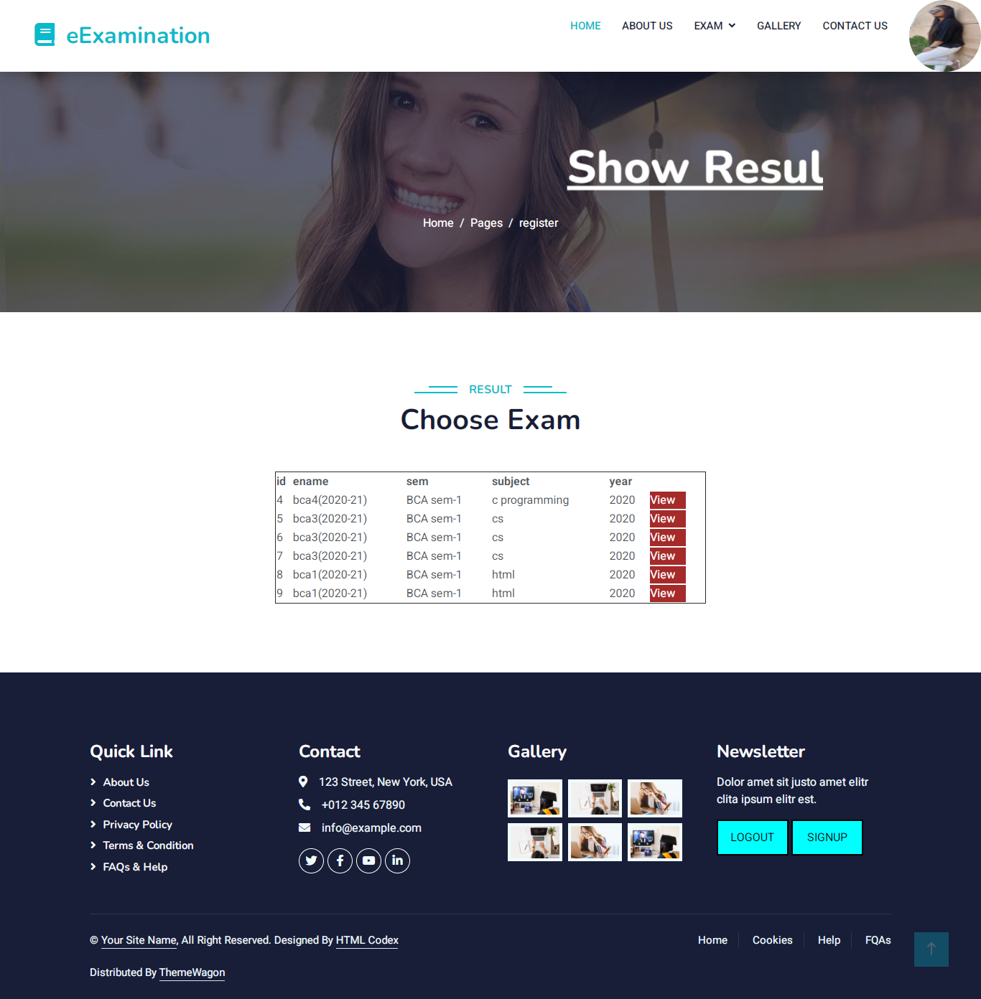 eExamination
HOME ABOUT US EXAM GALLERY CONTACT US
Show Resul
Home / Pages / register
RESULT
Choose Exam
id ename sem subject year
4 bca4(2020-21) BCA sem-1 c programming 2020 View
5 bca3(2020-21) BCA sem-1 cs 2020 View
6 bca3(2020-21) BCA sem-1 cs 2020 View
7 bca3(2020-21) BCA sem-1 cs 2020 View
8 bca1(2020-21) BCA sem-1 html 2020 View
9 bca1(2020-21) BCA sem-1 html 2020 View
Quick Link
About Us
Contact Us
Privacy Policy
Terms & Condition
FAQs & Help
Contact
123 Street, New York, USA
+012 345 67890
info@example.com
Gallery
Newsletter
Dolor amet sit justo amet elitr
clita ipsum elitr est.
LOGOUT SIGNUP
© Your Site Name, All Right Reserved. Designed By HTML Codex
Distributed By ThemeWagon
Home Cookies Help FQAs